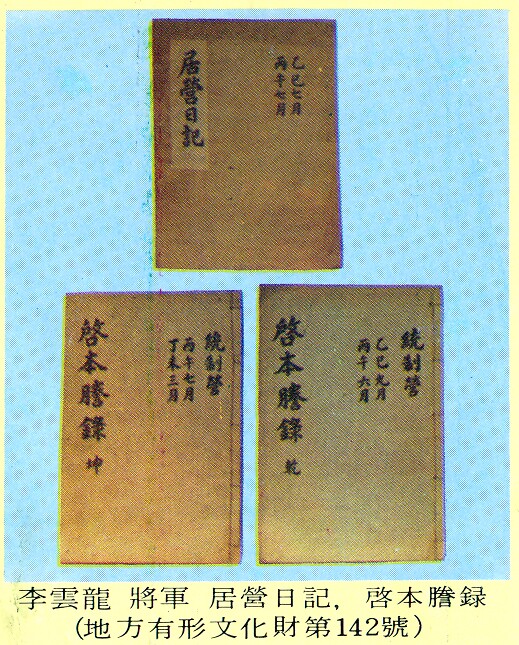 居營日記
乙巳七月
丙午七月
啓本謄錄 坤
統制營
丙午七月
丁未三月
啓本謄錄 乾
統制營
乙巳九月
丙午六月
李雲龍 將軍 居營日記, 啓本謄録
(地方有形文化財第142號)